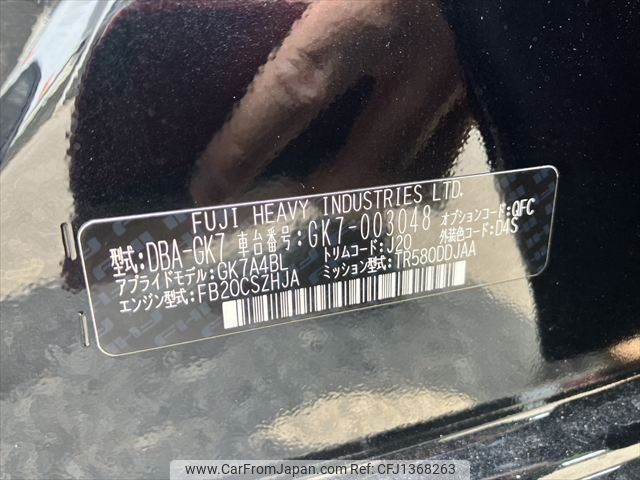 FUJI HEAVY INDUSTRIES LTD.
型式:DBA-GK7 車台番号:GK7-003048 オプションコード:QFC
アプライドモデル:GK7A4BL トリムコード:J20 外装色コード:D4S
エンジン型式:FB20CSZHJA ミッション型式:TR580DDJAA
www.CarFromJapan.com - CFJ1368263